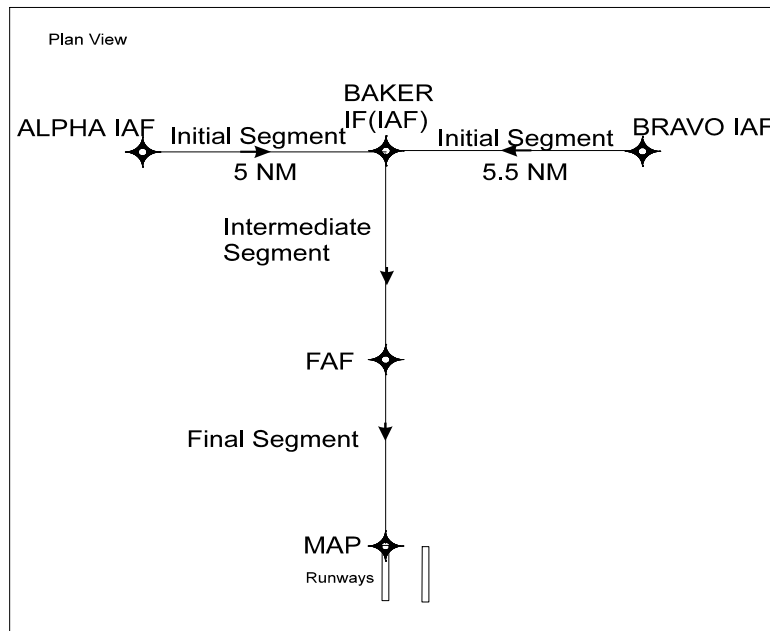 Plan View
BAKER
IF(IAF)
ALPHA IAF
Initial Segment
5 NM
Initial Segment
5.5 NM
BRAVO IAF
Intermediate
Segment
FAF
Final Segment
MAP
Runways